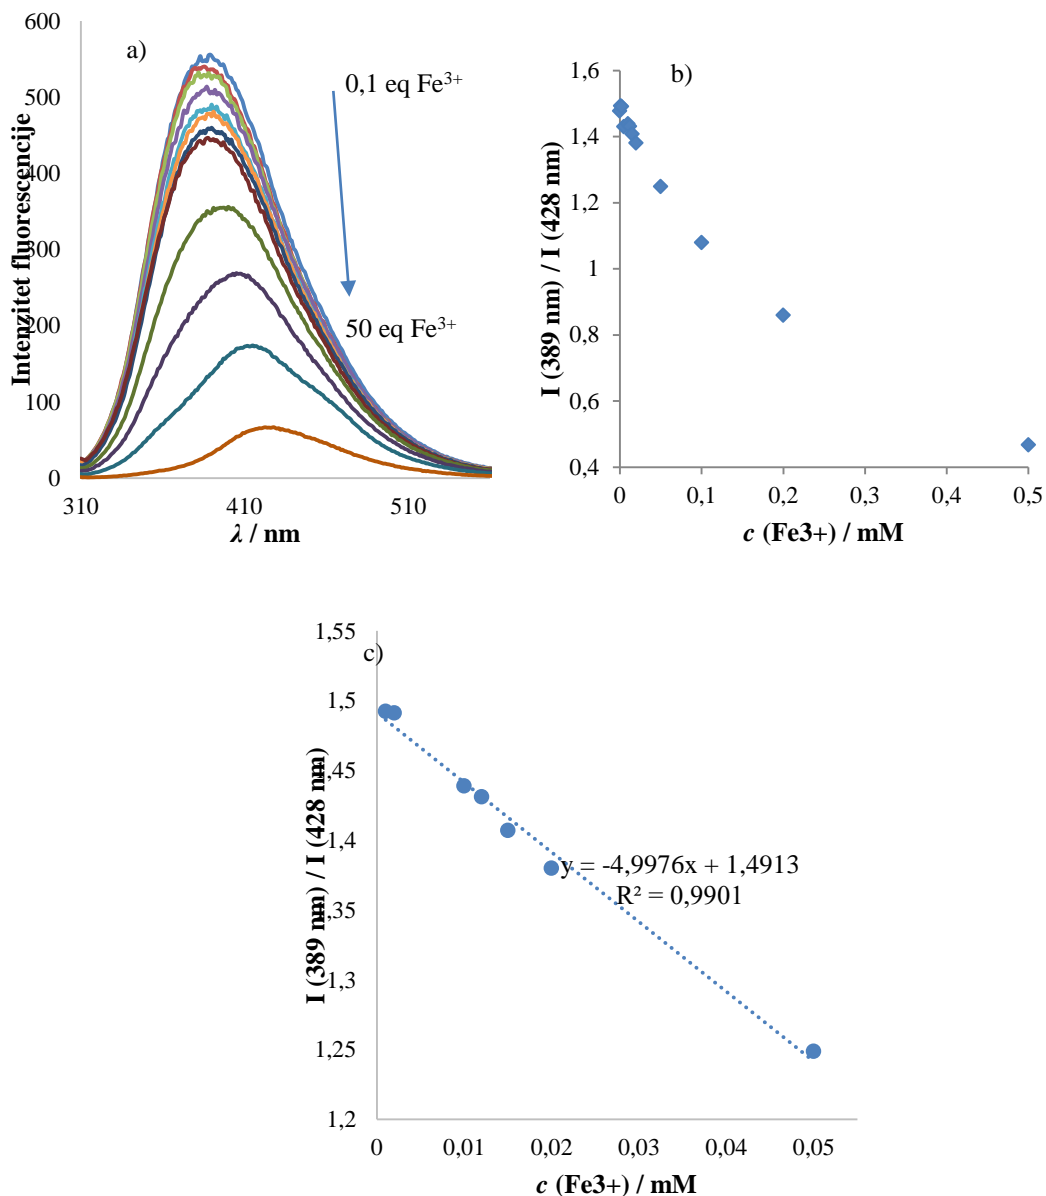 a)
600
500
400
300
200
100
0
310
410
510
Intenzitet fluorescencije
λ / nm
0,1 eq Fe³⁺
50 eq Fe³⁺
b)
1,6
1,4
1,2
1
0,8
0,6
0,4
0
0,1
0,2
0,3
0,4
0,5
I (389 nm) / I (428 nm)
c (Fe3+) / mM
c)
1,55
1,5
1,45
1,4
1,35
1,3
1,25
1,2
0
0,01
0,02
0,03
0,04
0,05
I (389 nm) / I (428 nm)
y = -4,9976x + 1,4913
R² = 0,9901
c (Fe3+) / mM